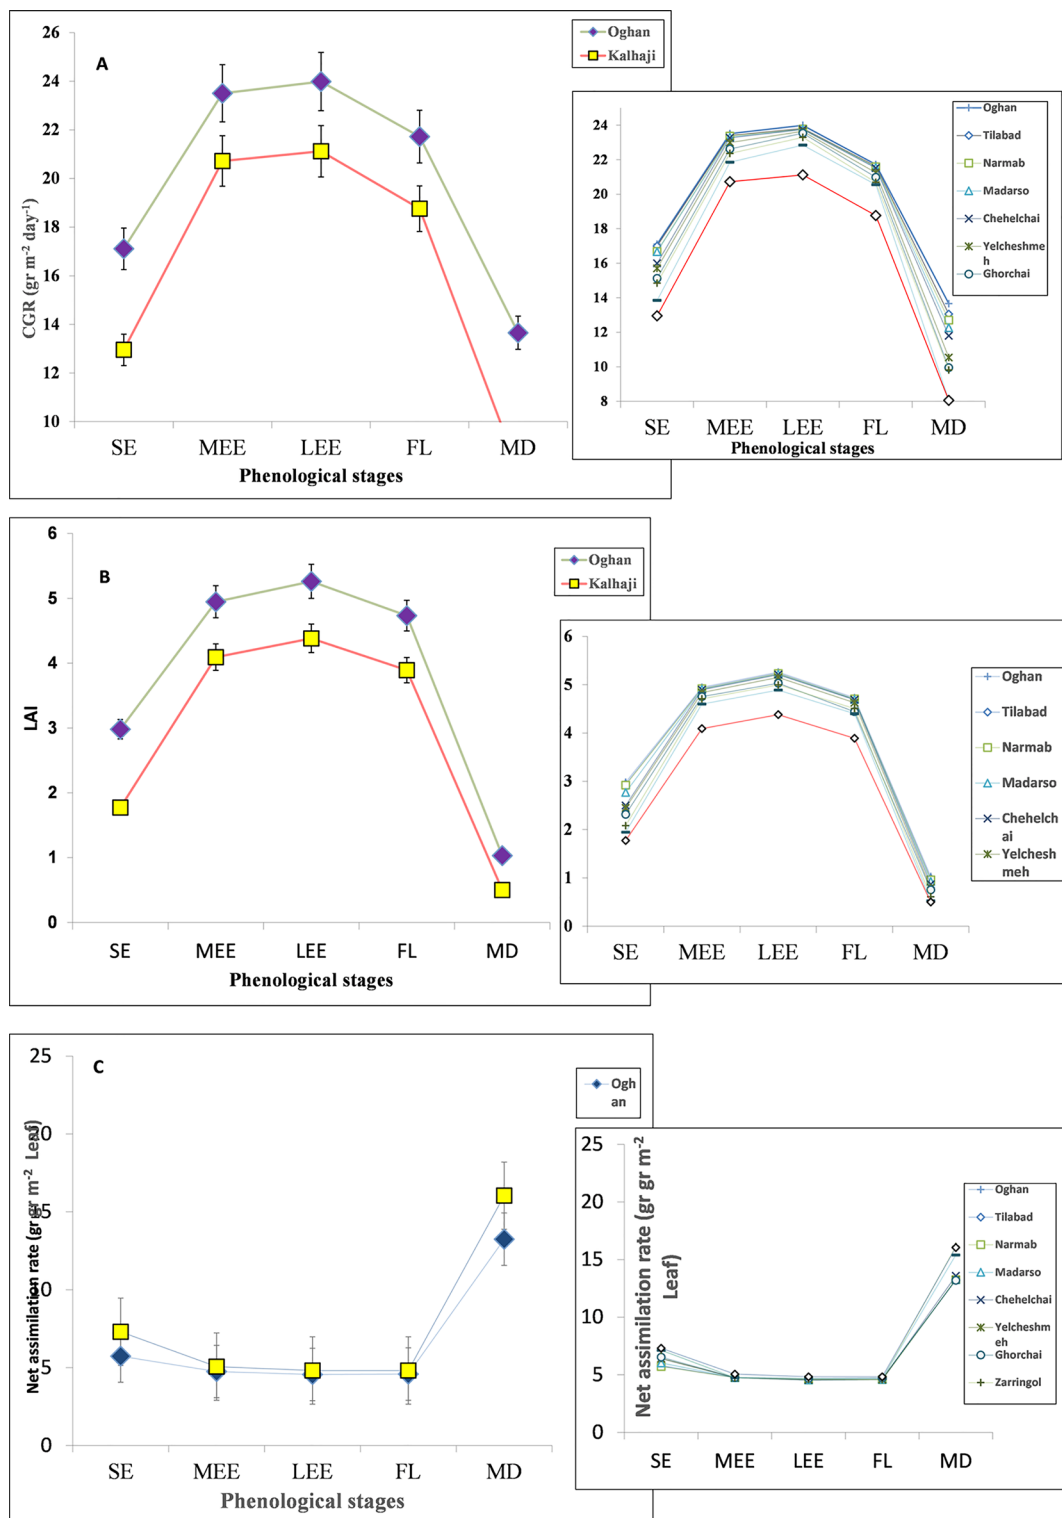 A
Oghan
Kalhaji
26
24
22
20
18
16
14
12
10
CGR (gr m⁻² day⁻¹)
SE MEE LEE FL MD
Phenological stages
24
22
20
18
16
14
12
10
8
SE MEE LEE FL MD
Phenological stages
Oghan
Tilabad
Narmab
Madarso
Chehelchai
Yelcheshme
h
Ghorchai
B
Oghan
Kalhaji
6
5
4
3
2
1
0
LAI
SE MEE LEE FL MD
Phenological stages
6
5
4
3
2
1
0
SE MEE LEE FL MD
Oghan
Tilabad
Narmab
Madarso
Chehelch
ai
Yelchesh
meh
C
Ogh
an
25
20
15
10
5
0
Net assimilation rate (gr gr m⁻² Leaf)
SE MEE LEE FL MD
Phenological stages
25
20
15
10
5
0
Net assimilation rate (gr gr m⁻²
Leaf)
SE MEE LEE FL MD
Oghan
Tilabad
Narmab
Madarso
Chehelchai
Yelcheshm
eh
Ghorchai
Zarringol